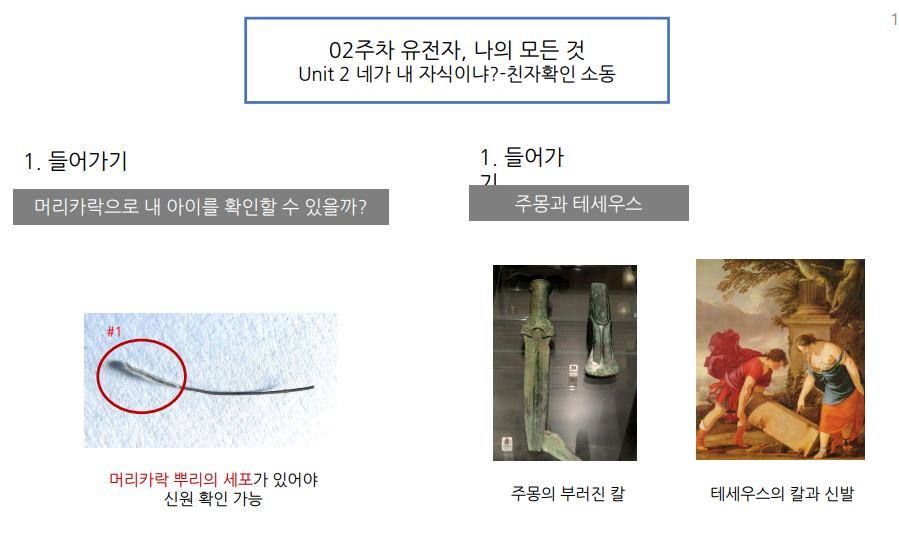 1
02주차 유전자, 나의 모든 것
Unit 2 네가 내 자식이냐?-친자확인 소동
1. 들어가기
머리카락으로 내 아이를 확인할 수 있을까?
#1
머리카락 뿌리의 세포가 있어야
신원 확인 가능
1. 들어가
기
주몽과 테세우스
주몽의 부러진 칼
테세우스의 칼과 신발